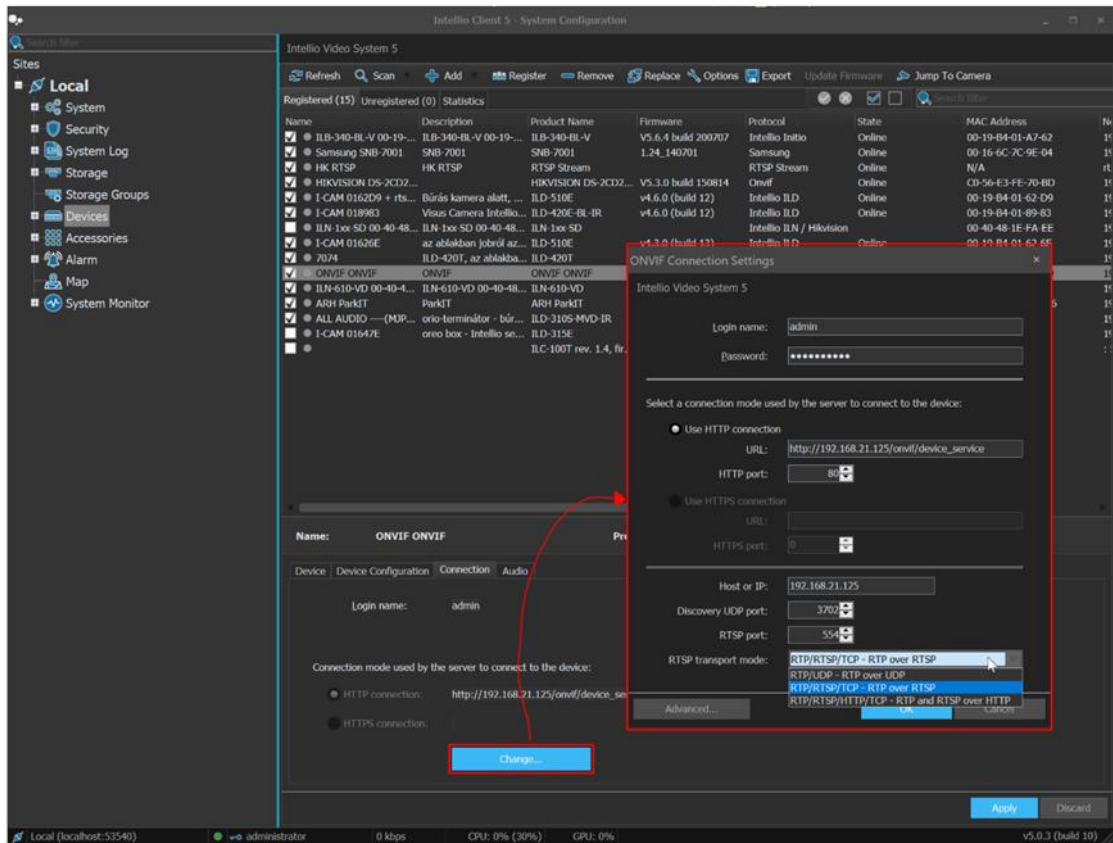 Intellio Client 5 - System Configuration
Search filter
Sites
Local
System
Security
System Log
Storage
Storage Groups
Devices
Accessories
Alarm
Map
System Monitor
Intellio Video System 5
Refresh Scan Add Register Remove Replace Options Export Update Firmware Jump To Camera
Registered (15) Unregistered (0) Statistics Search filter
Name Description Product Name Firmware Protocol State MAC Address
ILB-340-BL-V 00-19-... ILB-340-BL-V 00-19-... ILB-340-BL-V V5.6.4 build 200707 Intellio Initio Online 00-19-B4-01-A7-62
Samsung SNB-7001 SNB-7001 SNB-7001 1.24_140701 Samsung Online 00-16-6C-7C-9E-04
HK RTSP HK RTSP RTSP Stream RTSP Stream Online N/A
HIKVISION DS-2CD2... HIKVISION DS-2CD2... V5.3.0 build 150814 Onvif Online C0-56-E3-FE-70-BD
I-CAM 0162D9 + rts... Búrás kamera alatt, ... ILD-510E v4.6.0 (build 12) Intellio ILD Online 00-19-B4-01-62-D9
I-CAM 018983 Visus Camera Intellio... ILD-420E-BL-IR v4.6.0 (build 12) Intellio ILD Online 00-19-B4-01-89-83
ILN-1xx-SD 00-40-48... ILN-1xx-SD 00-40-48... ILN-1xx-SD Intellio ILN / Hikvision 00-40-48-1E-FA-EE
I-CAM 01626E az ablakban jobról az... ILD-510E v4.3.0 (build 13) Intellio ILD Online 00-19-B4-01-62-6E
7074 ILD-420T, az ablakba... ILD-420T
ONVIF ONVIF ONVIF ONVIF ONVIF
ILN-610-VD 00-40-4... ILN-610-VD 00-40-48... ILN-610-VD
ARH ParkIT ParkIT ARH ParkIT
ALL AUDIO ----(MJP... orio-terminátor - búr... ILD-310S-MVD-IR
I-CAM 01647E oreo box - Intellio se... ILD-315E
ILC-100T rev. 1.4, fir.
ONVIF Connection Settings
Intellio Video System 5
Login name: admin
Password: ••••••••••
Select a connection mode used by the server to connect to the device:
Use HTTP connection
URL: http://192.168.21.125/onvif/device_service
HTTP port: 80
Use HTTPS connection
URL:
HTTPS port: 0
Host or IP: 192.168.21.125
Discovery UDP port: 3702
RTSP port: 554
RTSP transport mode: RTP/RTSP/TCP - RTP over RTSP
RTP/UDP - RTP over UDP
RTP/RTSP/TCP - RTP over RTSP
RTP/RTSP/HTTP/TCP - RTP and RTSP over HTTP
Advanced... OK Cancel
Name: ONVIF ONVIF
Device Device Configuration Connection Audio
Login name: admin
Connection mode used by the server to connect to the device:
HTTP connection: http://192.168.21.125/onvif/device_se
HTTPS connection:
Change...
Apply Discard
Local (localhost:53540) administrator 0 kbps CPU: 0% (30%) GPU: 0% v5.0.3 (build 10)